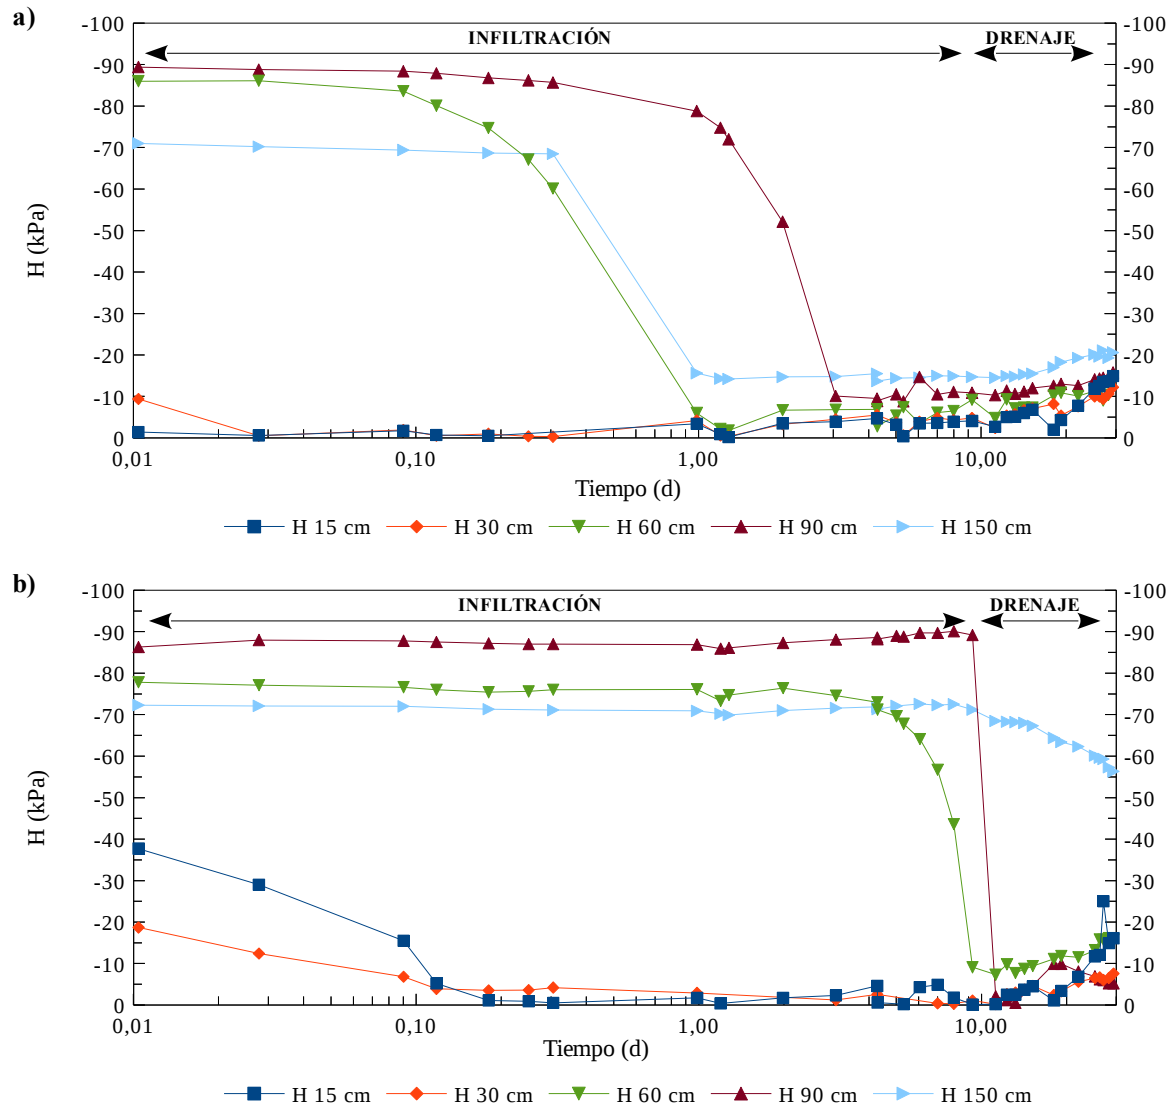 a)
-100 -100
INFILTRACIÓN DRENAJE
-90 -90
-80 -80
-70 -70
-60 -60
-50 -50
H (kPa)
-40 -40
-30 -30
-20 -20
-10 -10
0 0
0,01 0,10 1,00 10,00
Tiempo (d)
H 15 cm H 30 cm H 60 cm H 90 cm H 150 cm
b)
-100 -100
INFILTRACIÓN DRENAJE
-90 -90
-80 -80
-70 -70
-60 -60
-50 -50
H (kPa)
-40 -40
-30 -30
-20 -20
-10 -10
0 0
0,01 0,10 1,00 10,00
Tiempo (d)
H 15 cm H 30 cm H 60 cm H 90 cm H 150 cm